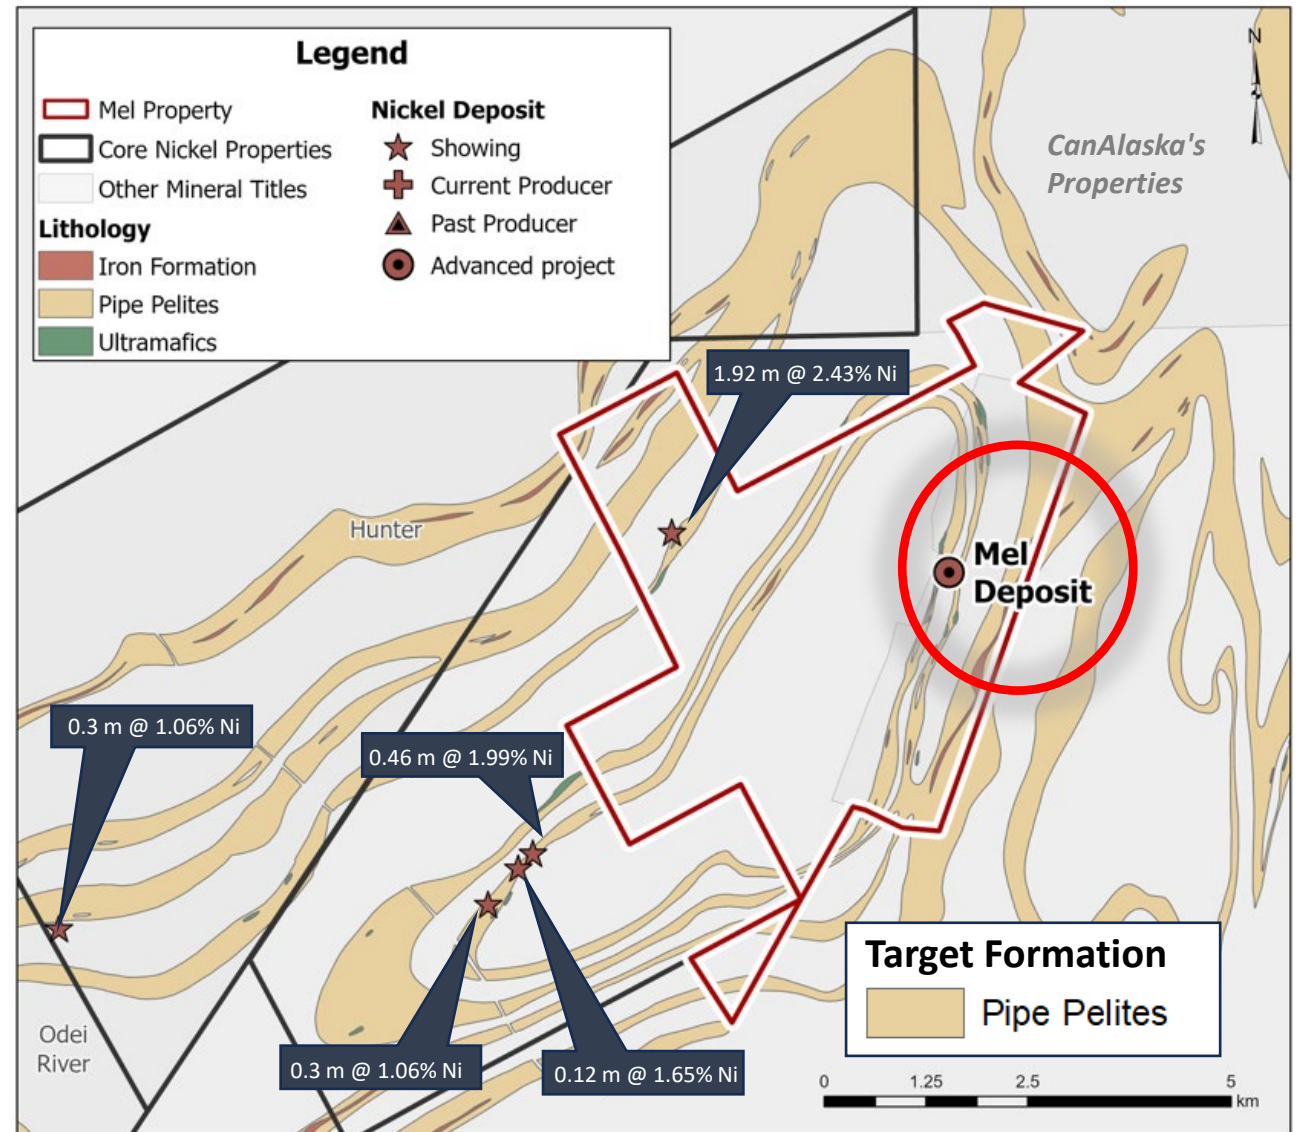 Legend
Mel Property
Core Nickel Properties
Other Mineral Titles
Lithology
Iron Formation
Pipe Pelites
Ultramafics
Nickel Deposit
Showing
Current Producer
Past Producer
Advanced project
N
CanAlaska's
Properties
1.92 m @ 2.43% Ni
Hunter
Mel
Deposit
0.3 m @ 1.06% Ni
0.46 m @ 1.99% Ni
Odei
River
0.3 m @ 1.06% Ni
0.12 m @ 1.65% Ni
Target Formation
Pipe Pelites
0 1.25 2.5 5
km